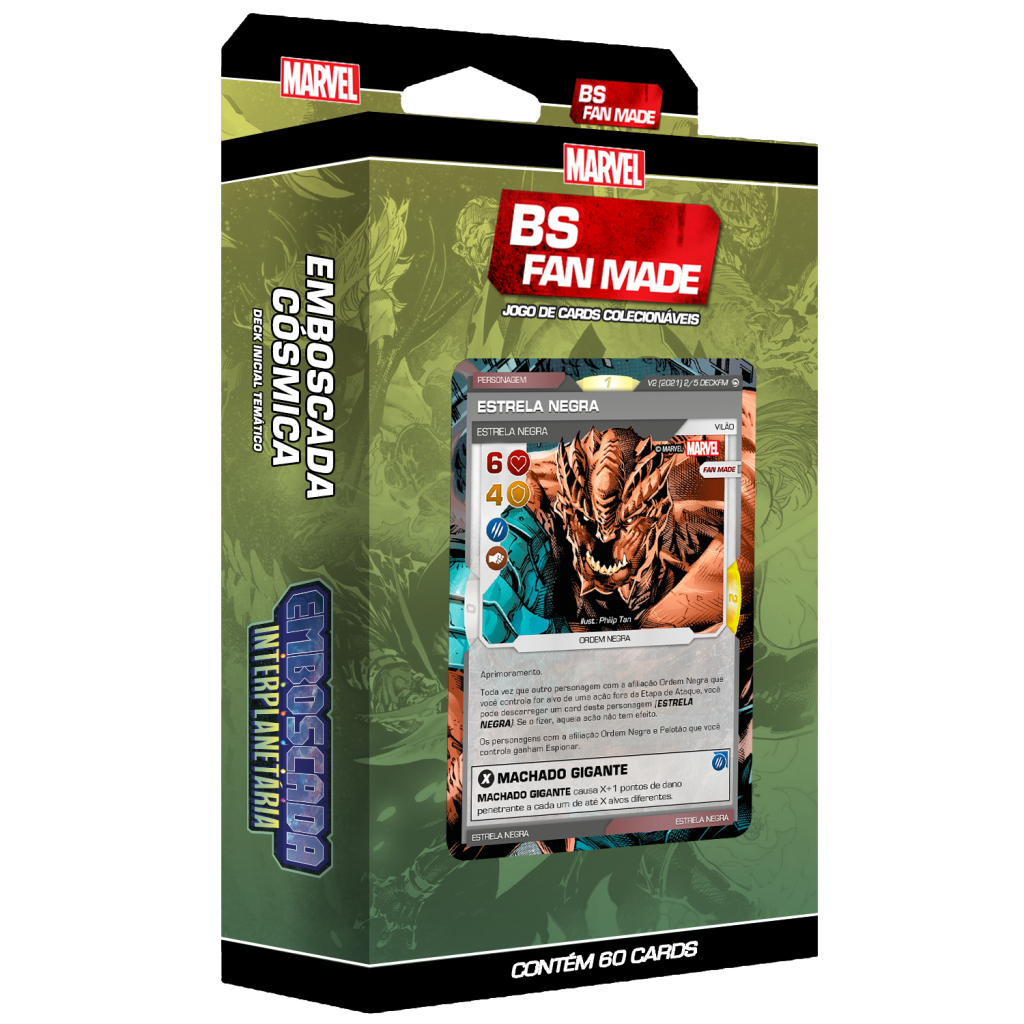 MARVEL
BS
FAN MADE
MARVEL
BS
FAN MADE
JOGO DE CARDS COLECIONÁVEIS
EMBOSCADA
CÓSMICA
DECK INICIAL TEMÁTICO
EMBOSCADA
INTERPLANETÁRIA
PERSONAGEM
1
V2 (2021) 2/5 DECKFM
ESTRELA NEGRA
ESTRELA NEGRA
VILÃO
© MARVEL MARVEL
FAN MADE
6
4
0
2
Ilust.: Philip Tan
ORDEM NEGRA
Aprimoramento.
Toda vez que outro personagem com a afiliação Ordem Negra que
você controla for alvo de uma ação fora da Etapa de Ataque, você
pode descarregar um card deste personagem (ESTRELA
NEGRA). Se o fizer, aquela ação não tem efeito.
Os personagens com a afiliação Ordem Negra e Pelotão que você
controla ganham Espionar.
X MACHADO GIGANTE
MACHADO GIGANTE causa X+1 pontos de dano
penetrante a cada um de até X alvos diferentes.
ESTRELA NEGRA
ESTRELA NEGRA
CONTÉM 60 CARDS